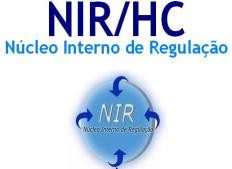 NIR/HC
Núcleo Interno de Regulação
NIR
Núcleo Interno de Regulação